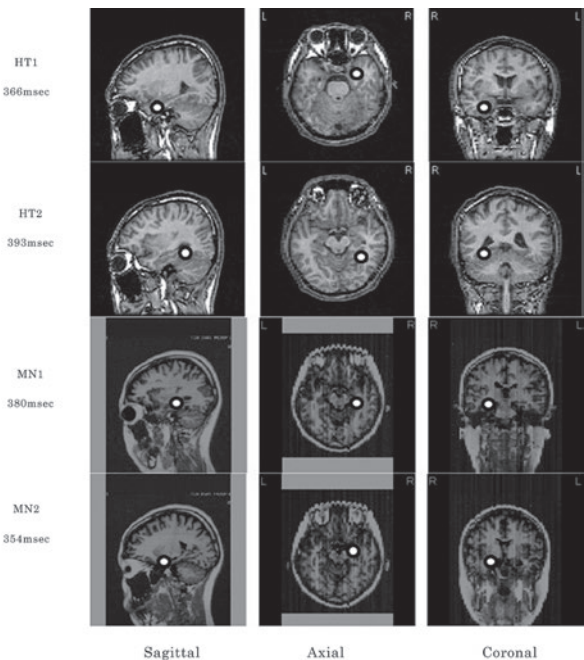 L R R L
HT1
366msec
R L
HT2
393msec
L R R L
MN1
380msec
L R R L
MN2
354msec
Sagittal Axial Coronal